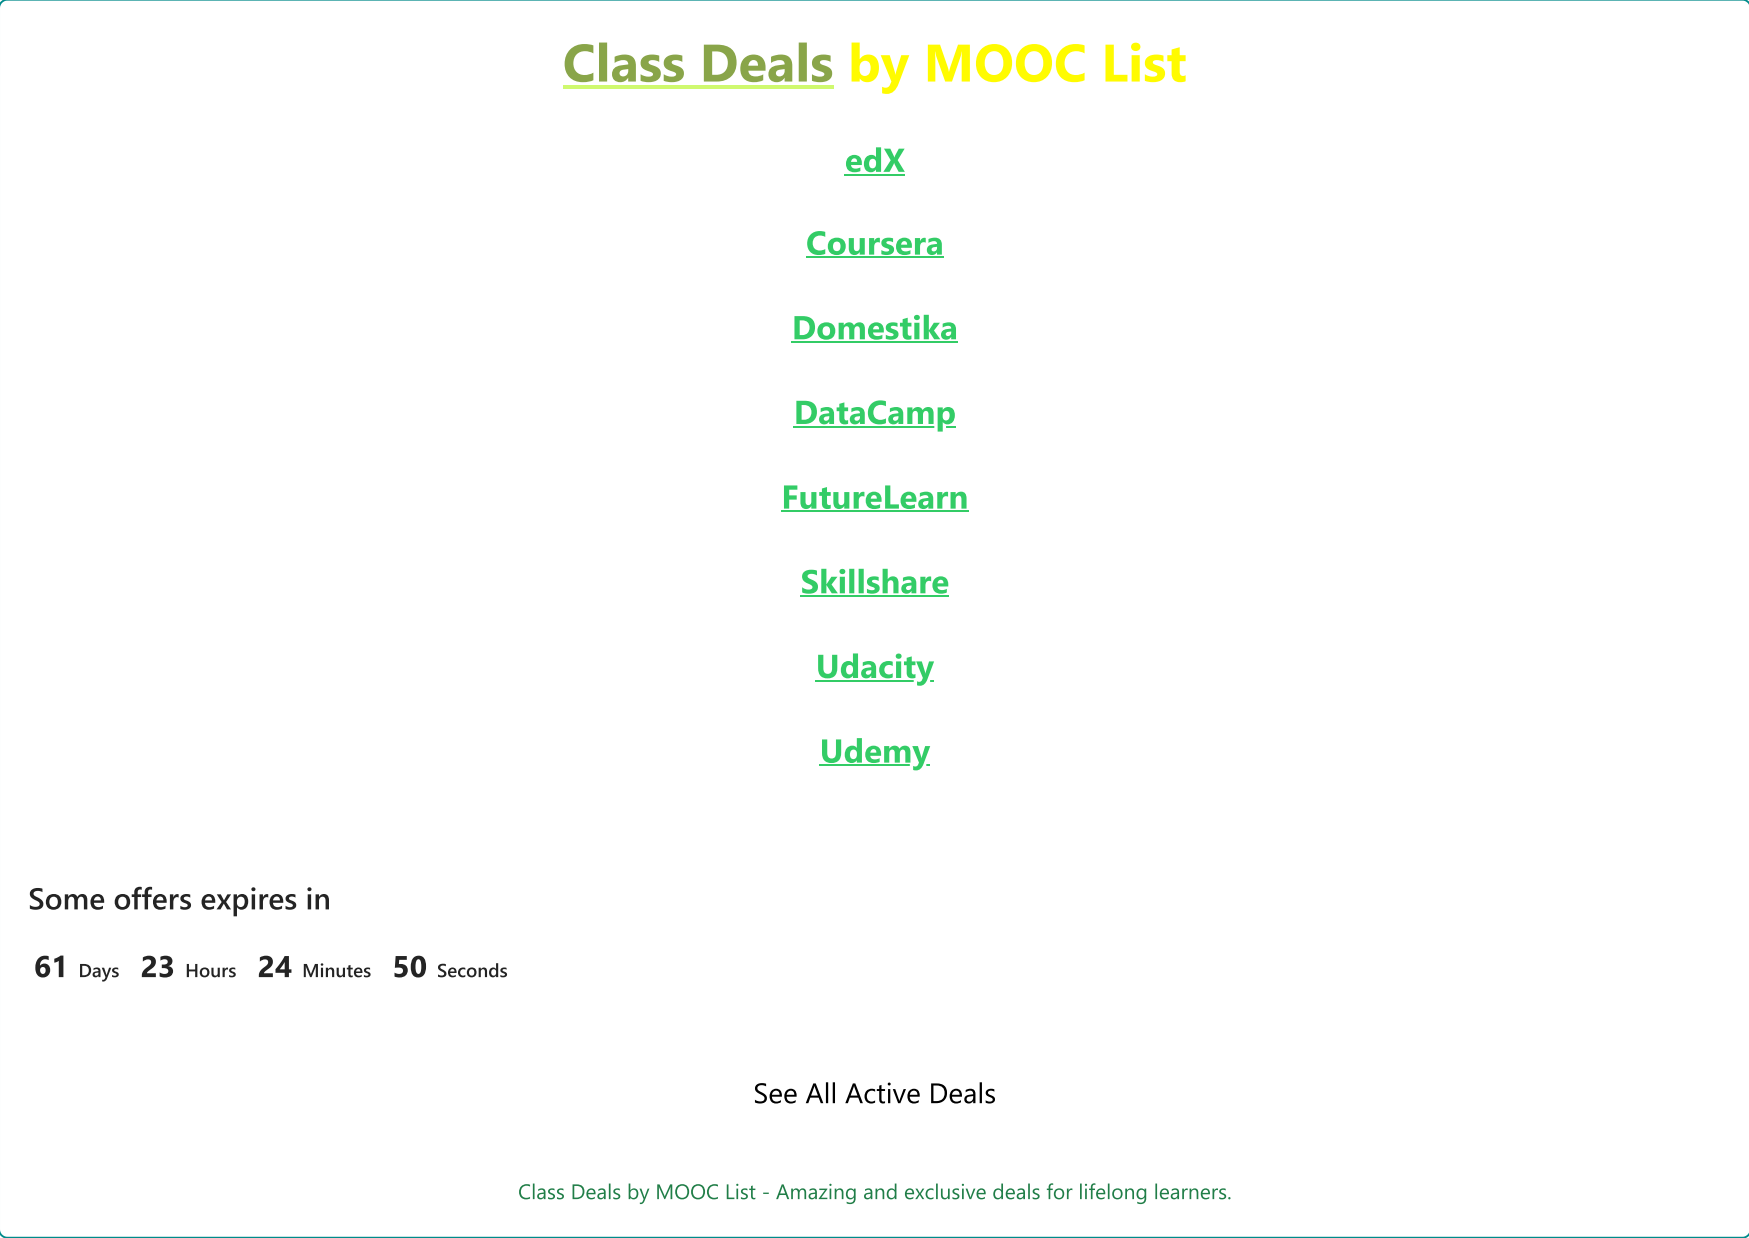 Class Deals by MOOC List
edX
Coursera
Domestika
DataCamp
FutureLearn
Skillshare
Udacity
Udemy
Some offers expires in
61 Days 23 Hours 24 Minutes 50 Seconds
See All Active Deals
Class Deals by MOOC List - Amazing and exclusive deals for lifelong learners.